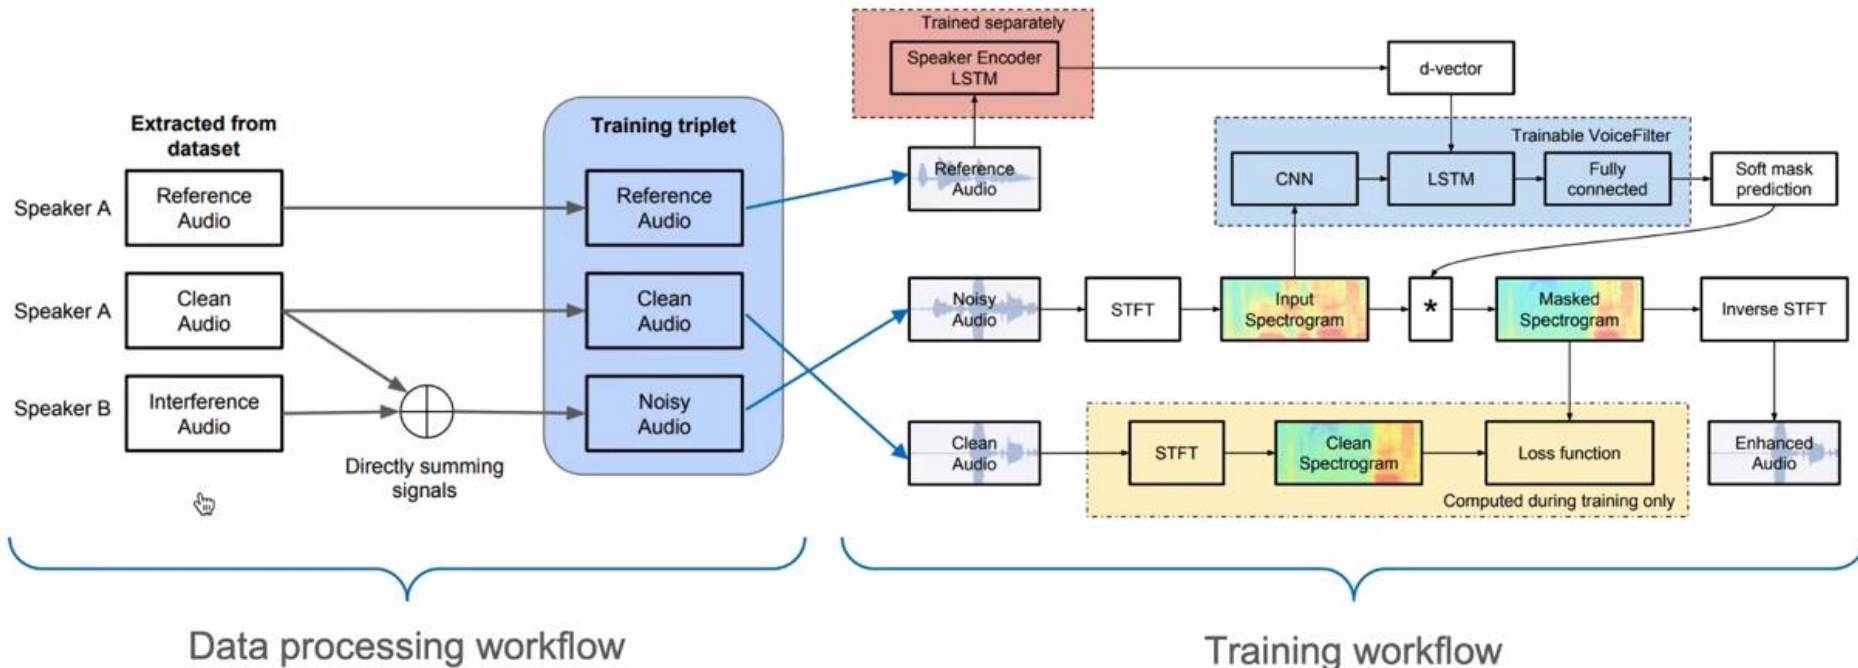 Extracted from
dataset
Speaker A
Reference
Audio
Speaker A
Clean
Audio
Speaker B
Interference
Audio
Directly summing
signals
Training triplet
Reference
Audio
Clean
Audio
Noisy
Audio
Data processing workflow
Trained separately
Speaker Encoder
LSTM
d-vector
Reference
Audio
Trainable VoiceFilter
CNN
LSTM
Fully
connected
Soft mask
prediction
Noisy
Audio
STFT
Input
Spectrogram
*
Masked
Spectrogram
Inverse STFT
Clean
Audio
STFT
Clean
Spectrogram
Loss function
Computed during training only
Enhanced
Audio
Training workflow